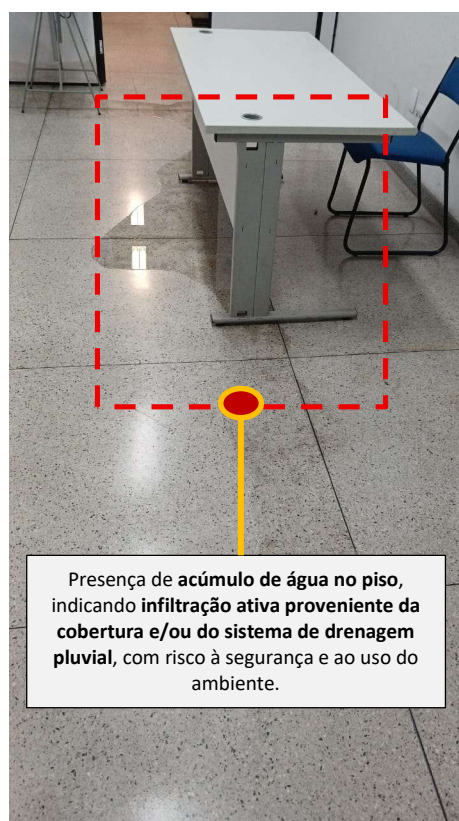 Presença de acúmulo de água no piso,
indicando infiltração ativa proveniente da
cobertura e/ou do sistema de drenagem
pluvial, com risco à segurança e ao uso do
ambiente.